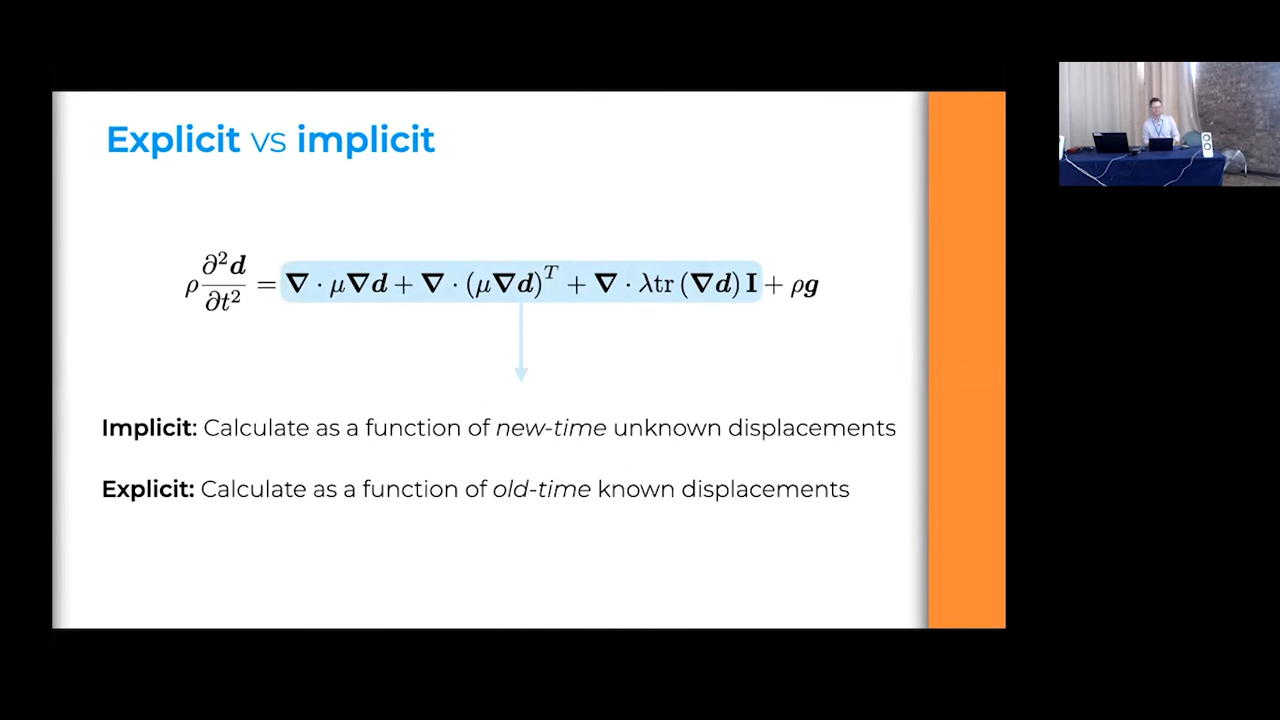 Explicit vs implicit
ρ ∂²d/∂t² = ∇ · μ∇d + ∇ · (μ∇d)ᵀ + ∇ · λtr (∇d) I + ρg
Implicit: Calculate as a function of new-time unknown displacements
Explicit: Calculate as a function of old-time known displacements